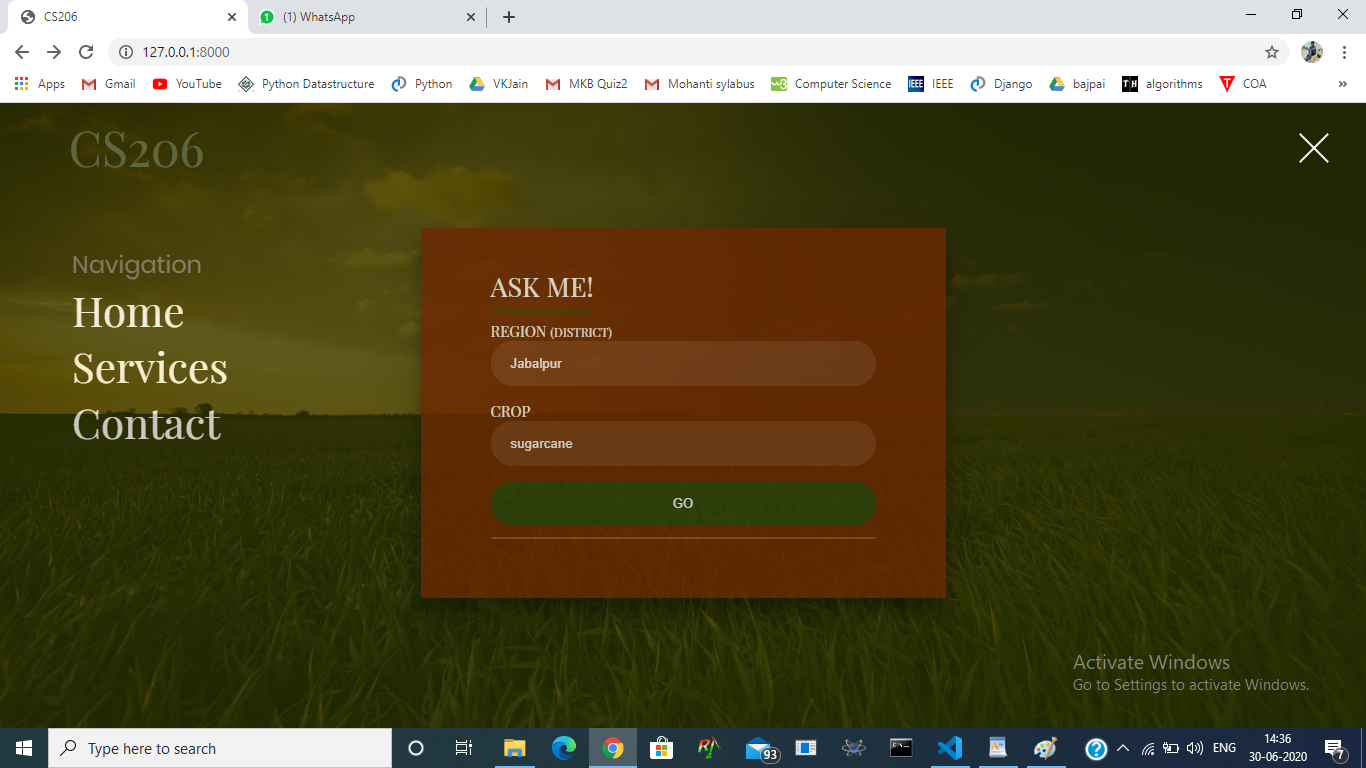 CS206
1
(1) WhatsApp
127.0.0.1:8000
Apps
Gmail
YouTube
Python Datastructure
Python
VKJain
MKB Quiz2
Mohanti sylabus
Computer Science
IEEE
IEEE
Django
bajpai
TH
algorithms
T
COA
»
CS206
Navigation
Home
Services
Contact
ASK ME!
REGION (DISTRICT)
Jabalpur
CROP
sugarcane
GO
Activate Windows
Go to Settings to activate Windows.
Type here to search
93
ENG
14:36
30-06-2020
7